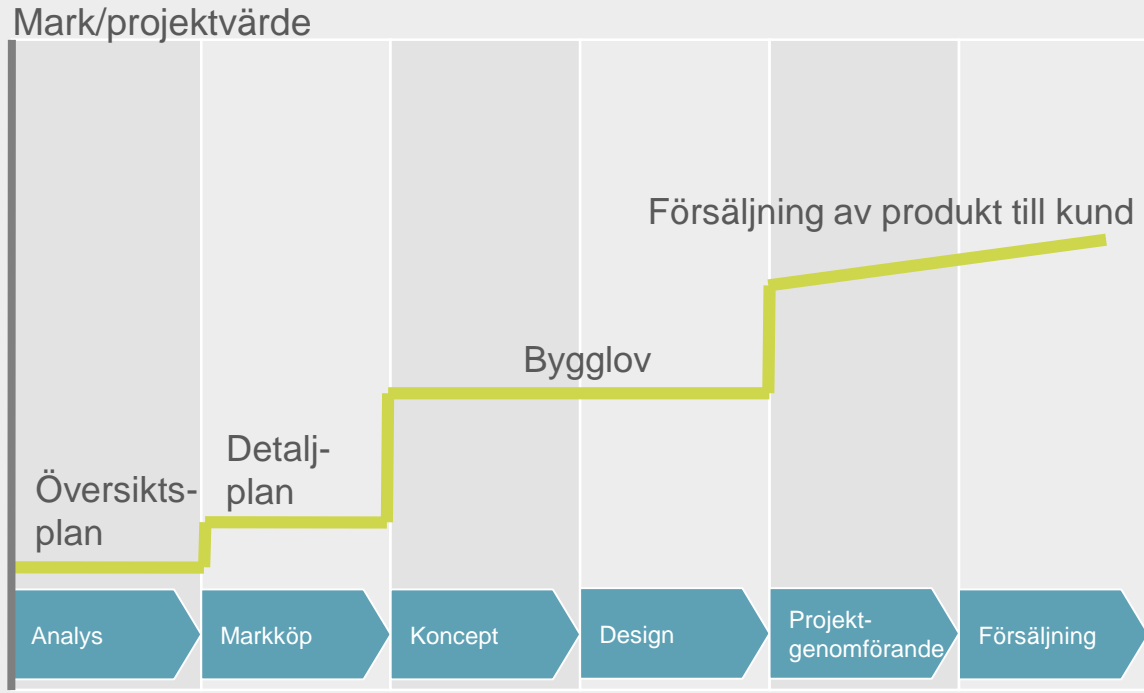 Mark/projektvärde
Försäljning av produkt till kund
Bygglov
Detalj-
plan
Översikts-
plan
Analys
Markköp
Koncept
Design
Projekt-
genomförande
Försäljning